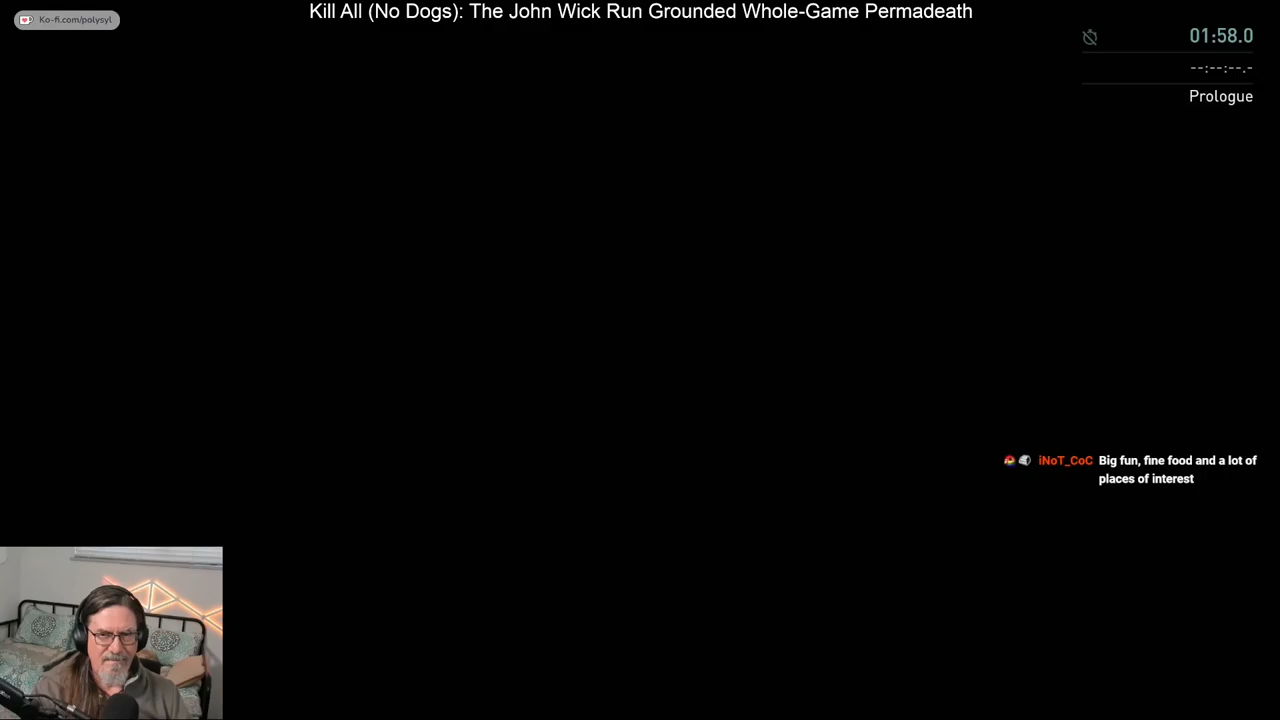 Ko-fi.com/polysyl
Kill All (No Dogs): The John Wick Run Grounded Whole-Game Permadeath
01:58.0
--:--:--.-
Prologue
iNoT_CoC Big fun, fine food and a lot of
places of interest